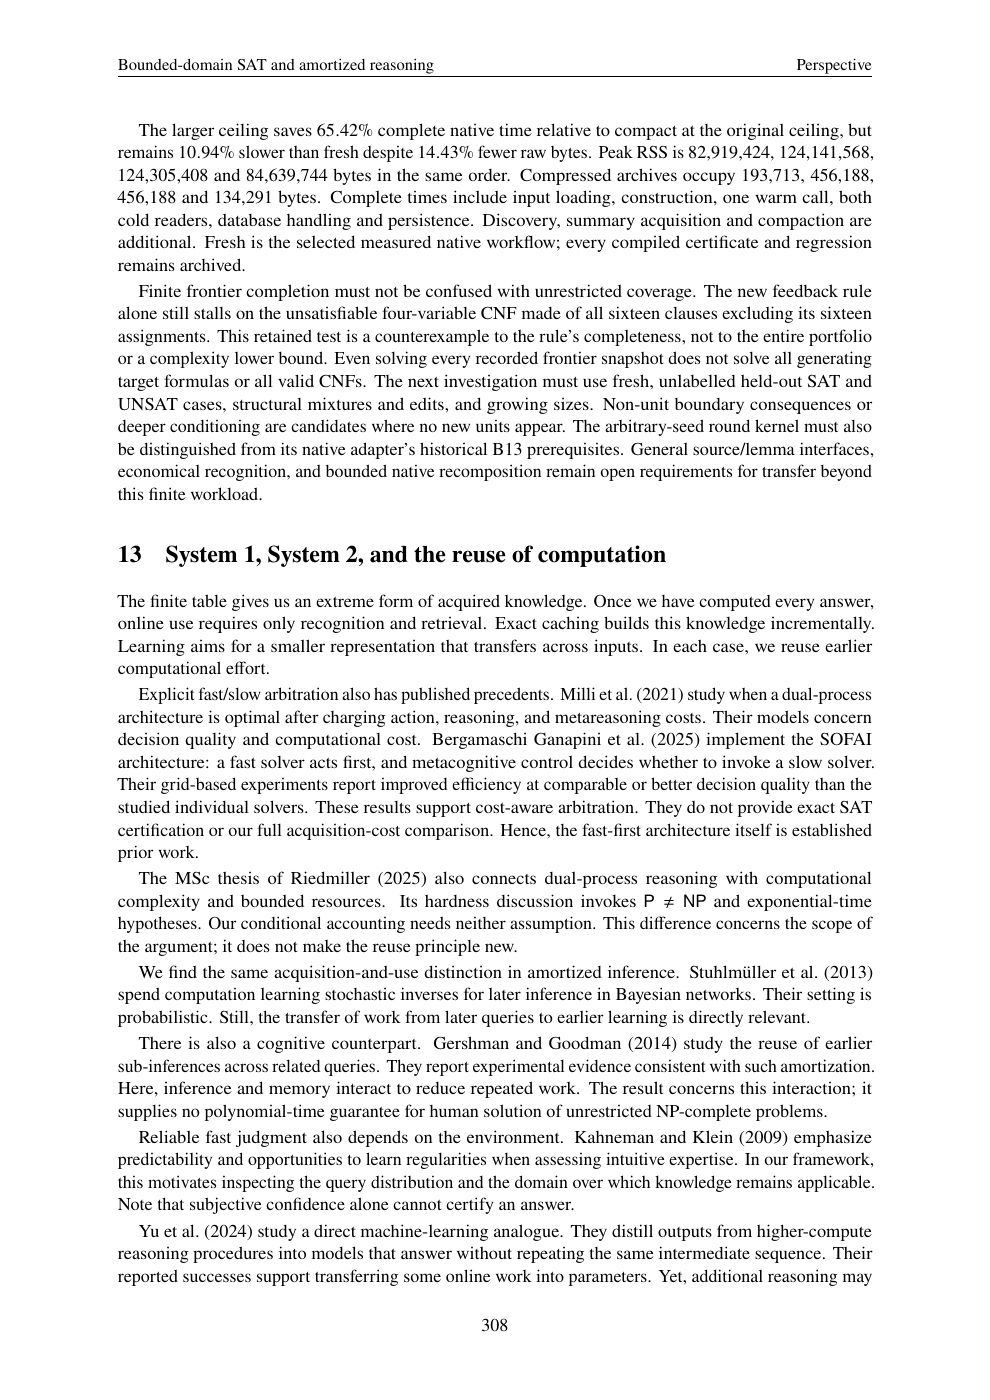 Bounded-domain SAT and amortized reasoning Perspective
The larger ceiling saves 65.42% complete native time relative to compact at the original ceiling, but
remains 10.94% slower than fresh despite 14.43% fewer raw bytes. Peak RSS is 82,919,424, 124,141,568,
124,305,408 and 84,639,744 bytes in the same order. Compressed archives occupy 193,713, 456,188,
456,188 and 134,291 bytes. Complete times include input loading, construction, one warm call, both
cold readers, database handling and persistence. Discovery, summary acquisition and compaction are
additional. Fresh is the selected measured native workflow; every compiled certificate and regression
remains archived.
Finite frontier completion must not be confused with unrestricted coverage. The new feedback rule
alone still stalls on the unsatisfiable four-variable CNF made of all sixteen clauses excluding its sixteen
assignments. This retained test is a counterexample to the rule's completeness, not to the entire portfolio
or a complexity lower bound. Even solving every recorded frontier snapshot does not solve all generating
target formulas or all valid CNFs. The next investigation must use fresh, unlabelled held-out SAT and
UNSAT cases, structural mixtures and edits, and growing sizes. Non-unit boundary consequences or
deeper conditioning are candidates where no new units appear. The arbitrary-seed round kernel must also
be distinguished from its native adapter's historical B13 prerequisites. General source/lemma interfaces,
economical recognition, and bounded native recomposition remain open requirements for transfer beyond
this finite workload.
13 System 1, System 2, and the reuse of computation
The finite table gives us an extreme form of acquired knowledge. Once we have computed every answer,
online use requires only recognition and retrieval. Exact caching builds this knowledge incrementally.
Learning aims for a smaller representation that transfers across inputs. In each case, we reuse earlier
computational effort.
Explicit fast/slow arbitration also has published precedents. Milli et al. (2021) study when a dual-process
architecture is optimal after charging action, reasoning, and metareasoning costs. Their models concern
decision quality and computational cost. Bergamaschi Ganapini et al. (2025) implement the SOFAI
architecture: a fast solver acts first, and metacognitive control decides whether to invoke a slow solver.
Their grid-based experiments report improved efficiency at comparable or better decision quality than the
studied individual solvers. These results support cost-aware arbitration. They do not provide exact SAT
certification or our full acquisition-cost comparison. Hence, the fast-first architecture itself is established
prior work.
The MSc thesis of Riedmiller (2025) also connects dual-process reasoning with computational
complexity and bounded resources. Its hardness discussion invokes P ≠ NP and exponential-time
hypotheses. Our conditional accounting needs neither assumption. This difference concerns the scope of
the argument; it does not make the reuse principle new.
We find the same acquisition-and-use distinction in amortized inference. Stuhlmüller et al. (2013)
spend computation learning stochastic inverses for later inference in Bayesian networks. Their setting is
probabilistic. Still, the transfer of work from later queries to earlier learning is directly relevant.
There is also a cognitive counterpart. Gershman and Goodman (2014) study the reuse of earlier
sub-inferences across related queries. They report experimental evidence consistent with such amortization.
Here, inference and memory interact to reduce repeated work. The result concerns this interaction; it
supplies no polynomial-time guarantee for human solution of unrestricted NP-complete problems.
Reliable fast judgment also depends on the environment. Kahneman and Klein (2009) emphasize
predictability and opportunities to learn regularities when assessing intuitive expertise. In our framework,
this motivates inspecting the query distribution and the domain over which knowledge remains applicable.
Note that subjective confidence alone cannot certify an answer.
Yu et al. (2024) study a direct machine-learning analogue. They distill outputs from higher-compute
reasoning procedures into models that answer without repeating the same intermediate sequence. Their
reported successes support transferring some online work into parameters. Yet, additional reasoning may
308